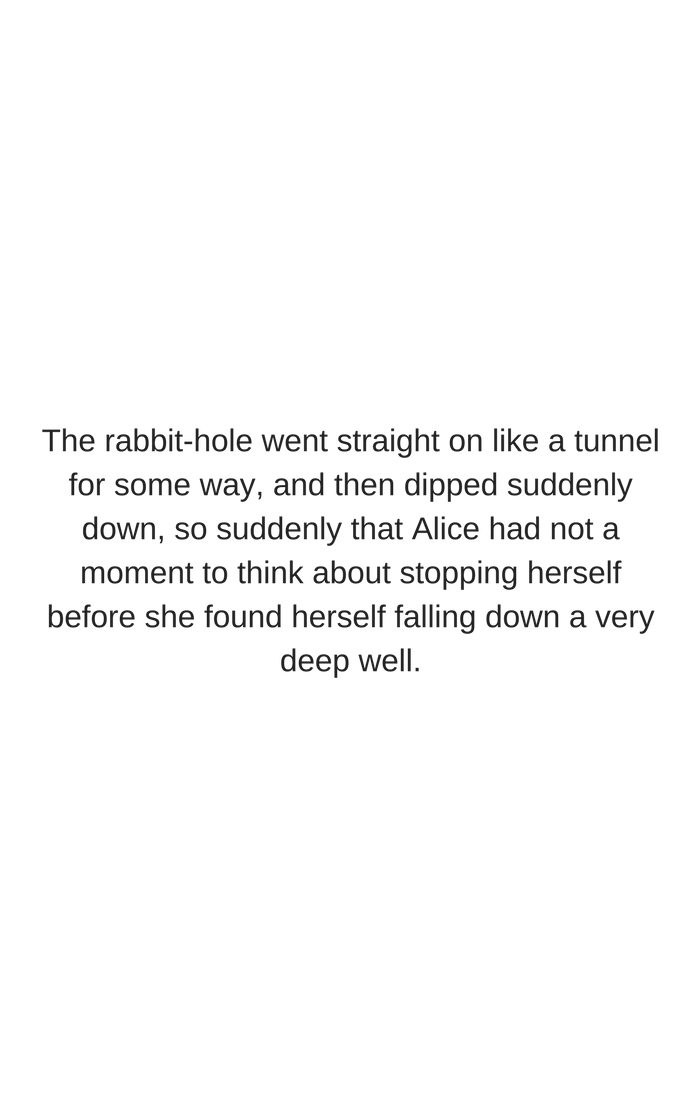 The rabbit-hole went straight on like a tunnel
for some way, and then dipped suddenly
down, so suddenly that Alice had not a
moment to think about stopping herself
before she found herself falling down a very
deep well.